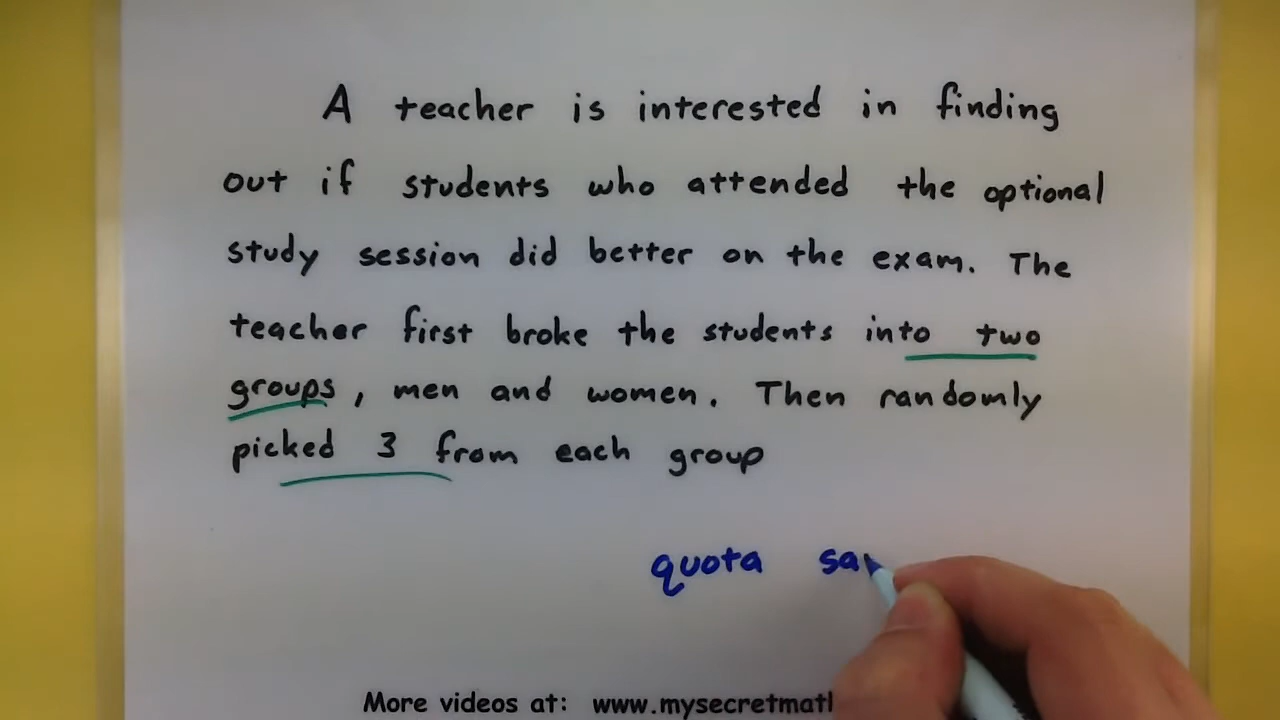 A teacher is interested in finding
out if students who attended the optional
study session did better on the exam. The
teacher first broke the students into two
groups, men and women. Then randomly
picked 3 from each group
quota sa
More videos at: www.mysecretmat